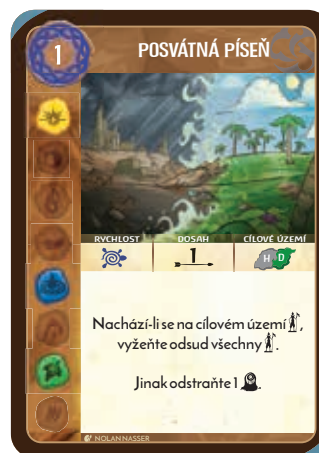 1
POSVÁTNÁ PÍSEŇ
RYCHLOST DOSAH CÍLOVÉ ÚZEMÍ
1 H D
Nachází-li se na cílovém území,
vyžeňte odsud všechny.
Jinak odstraňte 1.
NOLAN NASSER